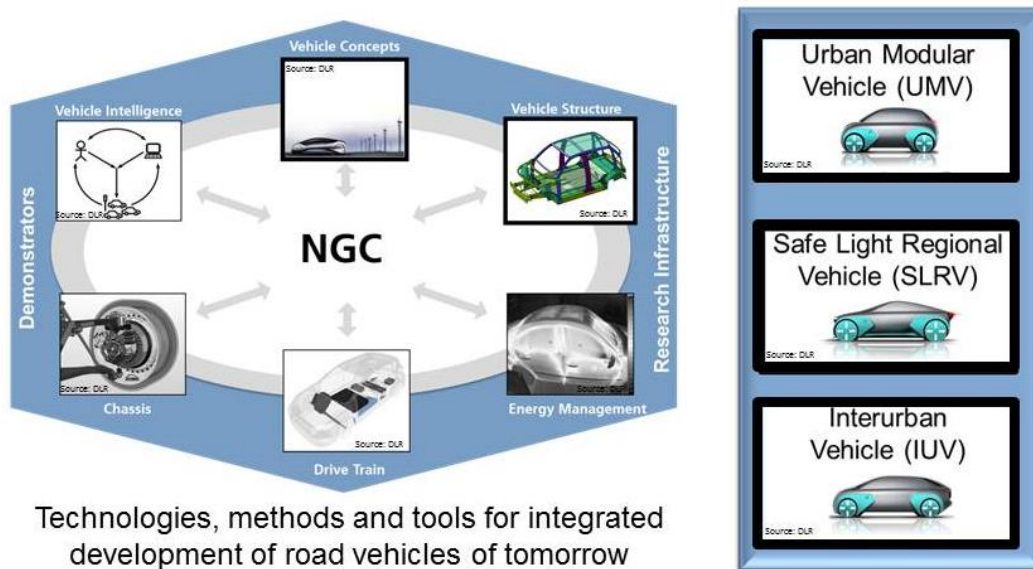 Vehicle Concepts
Source: DLR
Vehicle Intelligence
Source: DLR
Vehicle Structure
Source: DLR
Demonstrators
NGC
Research Infrastructure
Source: DLR
Chassis
Source: DLR
Drive Train
Source: DLR
Energy Management
Technologies, methods and tools for integrated
development of road vehicles of tomorrow
Urban Modular
Vehicle (UMV)
Source: DLR
Safe Light Regional
Vehicle (SLRV)
Source: DLR
Interurban
Vehicle (IUV)
Source: DLR